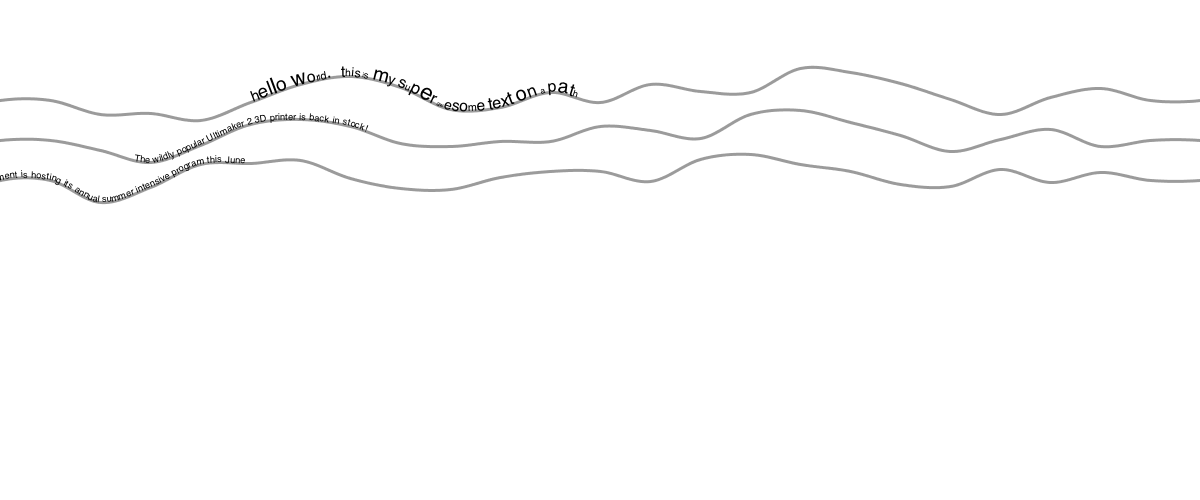 hello world. this is my super awesome text on a path
The wildly popular Ultimaker 2 3D printer is back in stock!
ment is hosting its annual summer intensive program this June